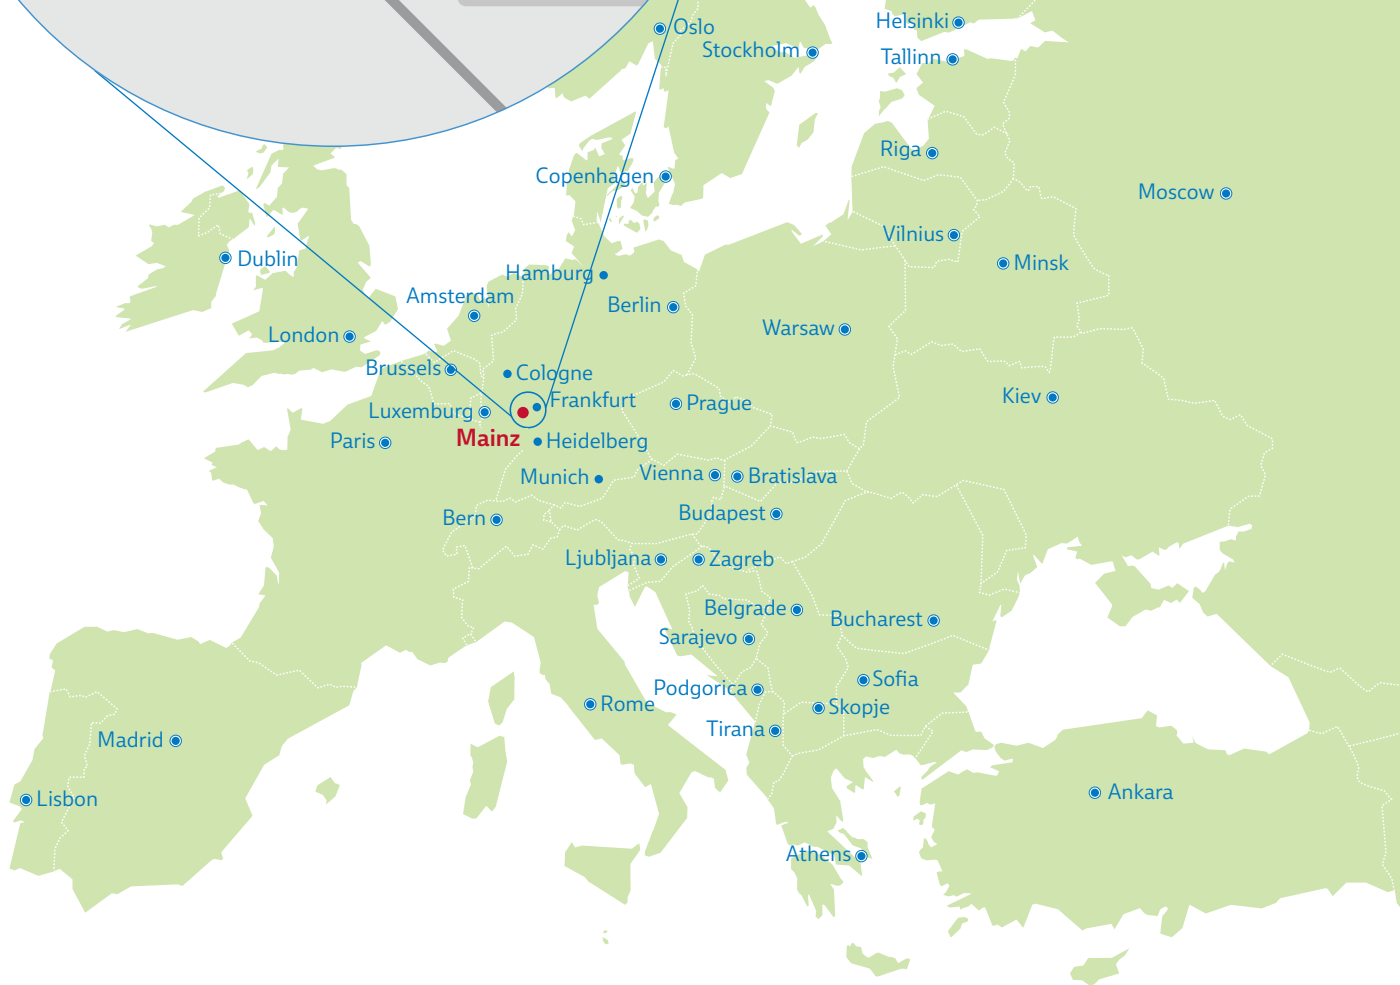 Oslo
Helsinki
Stockholm
Tallinn
Riga
Copenhagen
Moscow
Vilnius
Dublin
Minsk
Hamburg
Amsterdam
Berlin
London
Warsaw
Brussels
Cologne
Kiev
Frankfurt
Prague
Luxemburg
Mainz
Paris
Heidelberg
Vienna
Bratislava
Munich
Budapest
Bern
Ljubljana
Zagreb
Belgrade
Bucharest
Sarajevo
Sofia
Podgorica
Rome
Skopje
Tirana
Madrid
Ankara
Lisbon
Athens